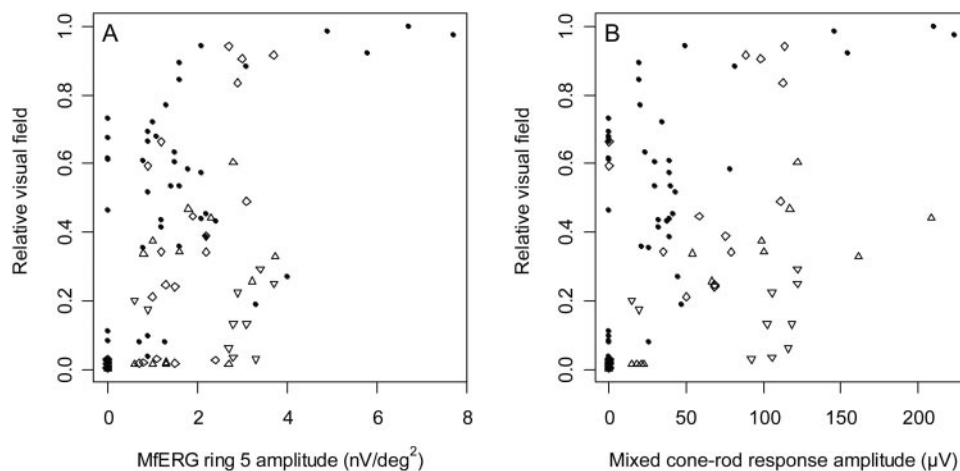 A
Relative visual field
1.0
0.8
0.6
0.4
0.2
0.0
0 2 4 6 8
MfERG ring 5 amplitude (nV/deg²)
B
Relative visual field
1.0
0.8
0.6
0.4
0.2
0.0
0 50 100 150 200
Mixed cone-rod response amplitude (µV)